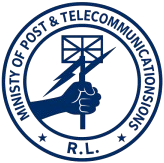 MINISTRY OF POST & TELECOMMUNICATIONSIONS
R.L.